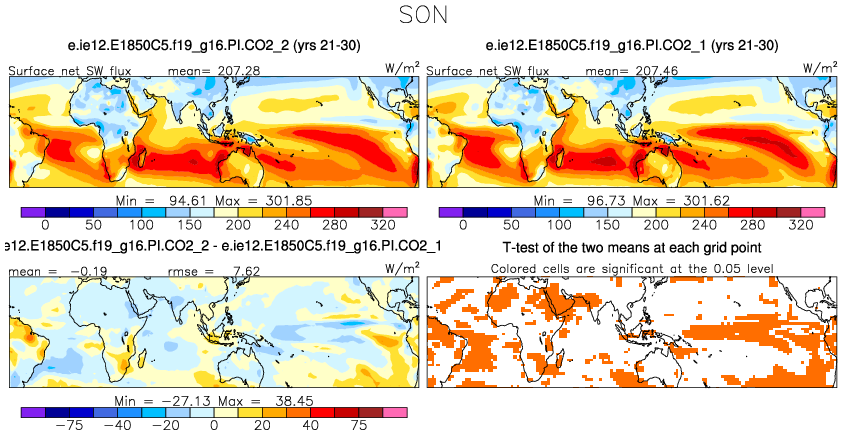 SON
e.ie12.E1850C5.f19_g16.PI.CO2_2 (yrs 21-30)
Surface net SW flux mean= 207.28 W/m²
Min = 94.61 Max = 301.85
0 50 100 150 200 240 280 320
e.ie12.E1850C5.f19_g16.PI.CO2_1 (yrs 21-30)
Surface net SW flux mean= 207.46 W/m²
Min = 96.73 Max = 301.62
0 50 100 150 200 240 280 320
e12.E1850C5.f19_g16.PI.CO2_2 - e.ie12.E1850C5.f19_g16.PI.CO2_1
mean = -0.19 rmse = 7.62 W/m²
Min = -27.13 Max = 38.45
-75 -40 -20 0 20 40 75
T-test of the two means at each grid point
Colored cells are significant at the 0.05 level